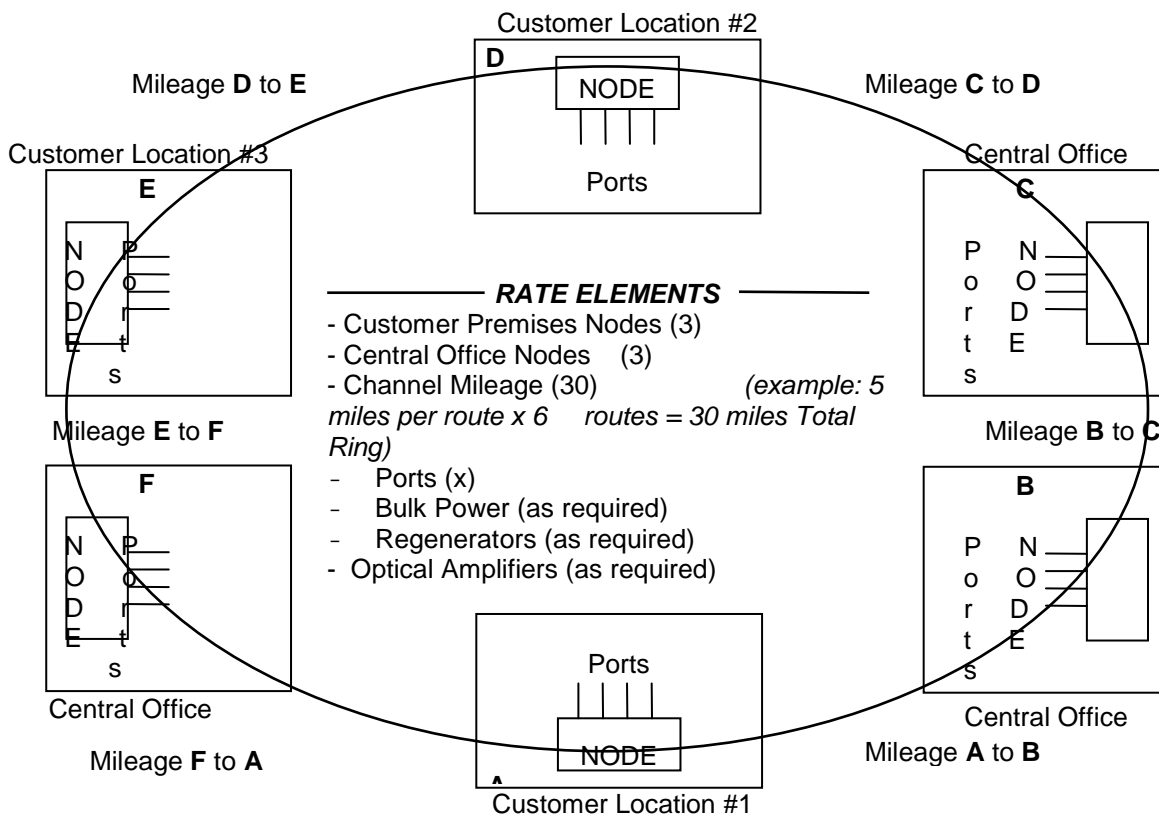 Customer Location #2
D
NODE
Ports
Mileage D to E
Mileage C to D
Customer Location #3
E
N P
O o
D r
E t
s
Central Office
C
P N
o O
r D
t E
s
RATE ELEMENTS
- Customer Premises Nodes (3)
- Central Office Nodes (3)
- Channel Mileage (30) (example: 5
miles per route x 6 routes = 30 miles Total
Ring)
- Ports (x)
- Bulk Power (as required)
- Regenerators (as required)
- Optical Amplifiers (as required)
Mileage E to F
Mileage B to C
F
N P
O o
D r
E t
s
Central Office
B
P N
o O
r D
t E
s
Central Office
Mileage F to A
Mileage A to B
Ports
NODE
A
Customer Location #1